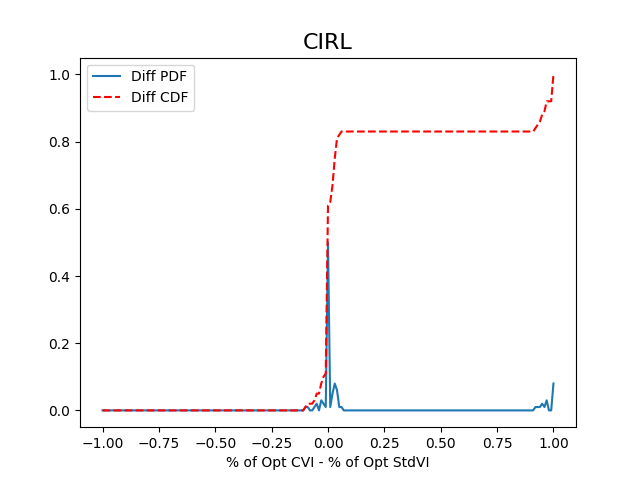 CIRL
Diff PDF
Diff CDF
1.0
0.8
0.6
0.4
0.2
0.0
−1.00 −0.75 −0.50 −0.25 0.00 0.25 0.50 0.75 1.00
% of Opt CVI - % of Opt StdVI